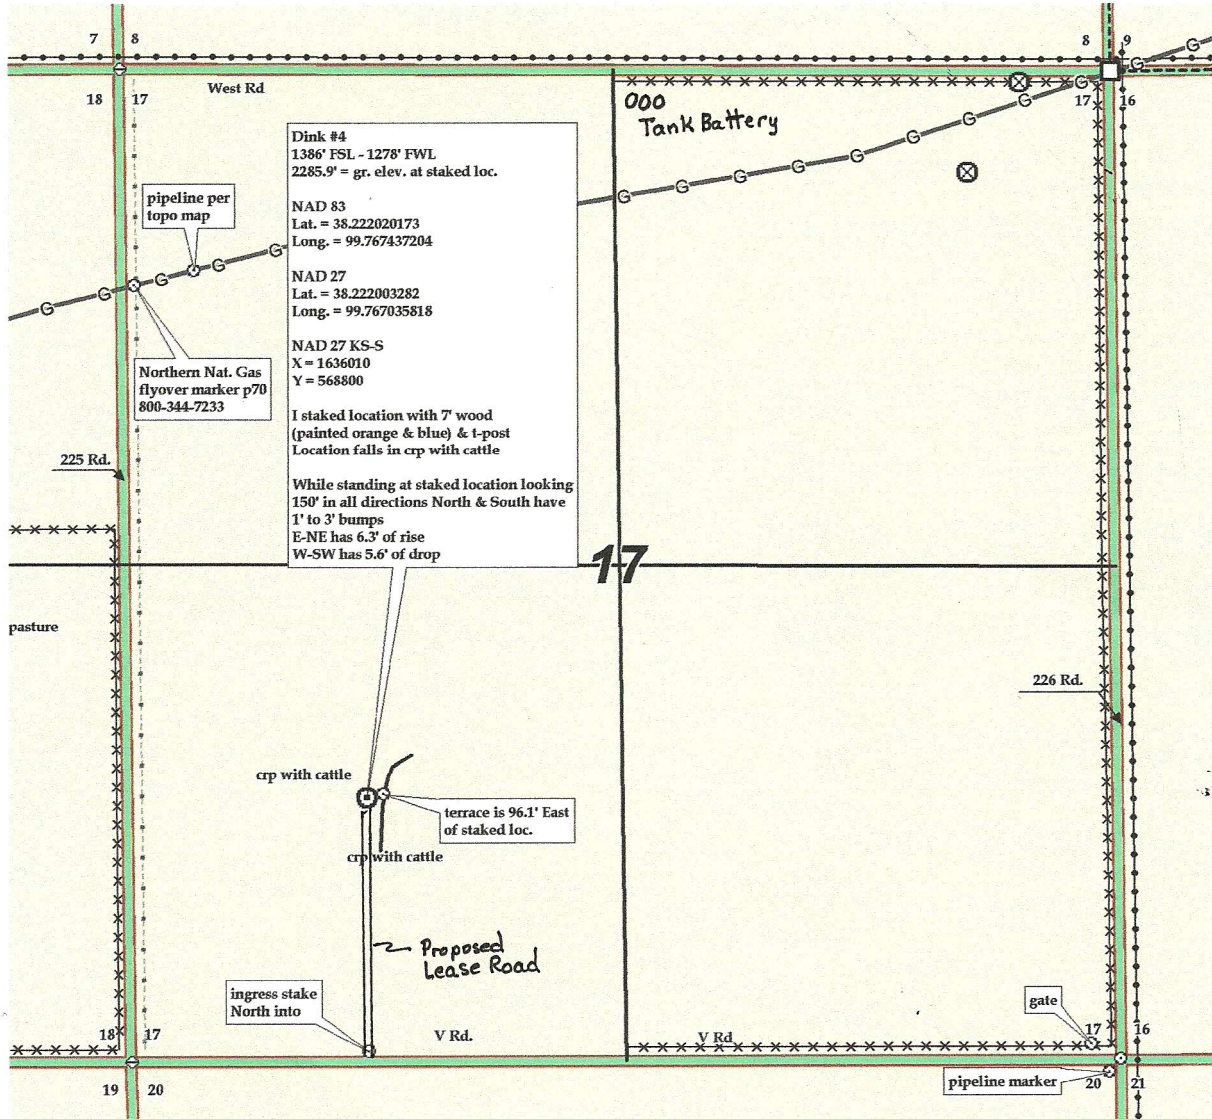 7 8
8 9
West Rd
18 17
17 16
000
Tank Battery
Dink #4
1386' FSL - 1278' FWL
2285.9' = gr. elev. at staked loc.
NAD 83
Lat. = 38.222020173
Long. = 99.767437204
NAD 27
Lat. = 38.222003282
Long. = 99.767035818
NAD 27 KS-S
X = 1636010
Y = 568800
I staked location with 7' wood
(painted orange & blue) & t-post
Location falls in crp with cattle
While standing at staked location looking
150' in all directions North & South have
1' to 3' bumps
E-NE has 6.3' of rise
W-SW has 5.6' of drop
pipeline per
topo map
G G G G G
G G G G G G G G G G
Northern Nat. Gas
flyover marker p70
800-344-7233
225 Rd.
17
pasture
226 Rd.
crp with cattle
terrace is 96.1' East
of staked loc.
crp with cattle
Proposed
Lease Road
ingress stake
North into
gate
18 17
V Rd.
V Rd
17 16
19 20
pipeline marker
20 21